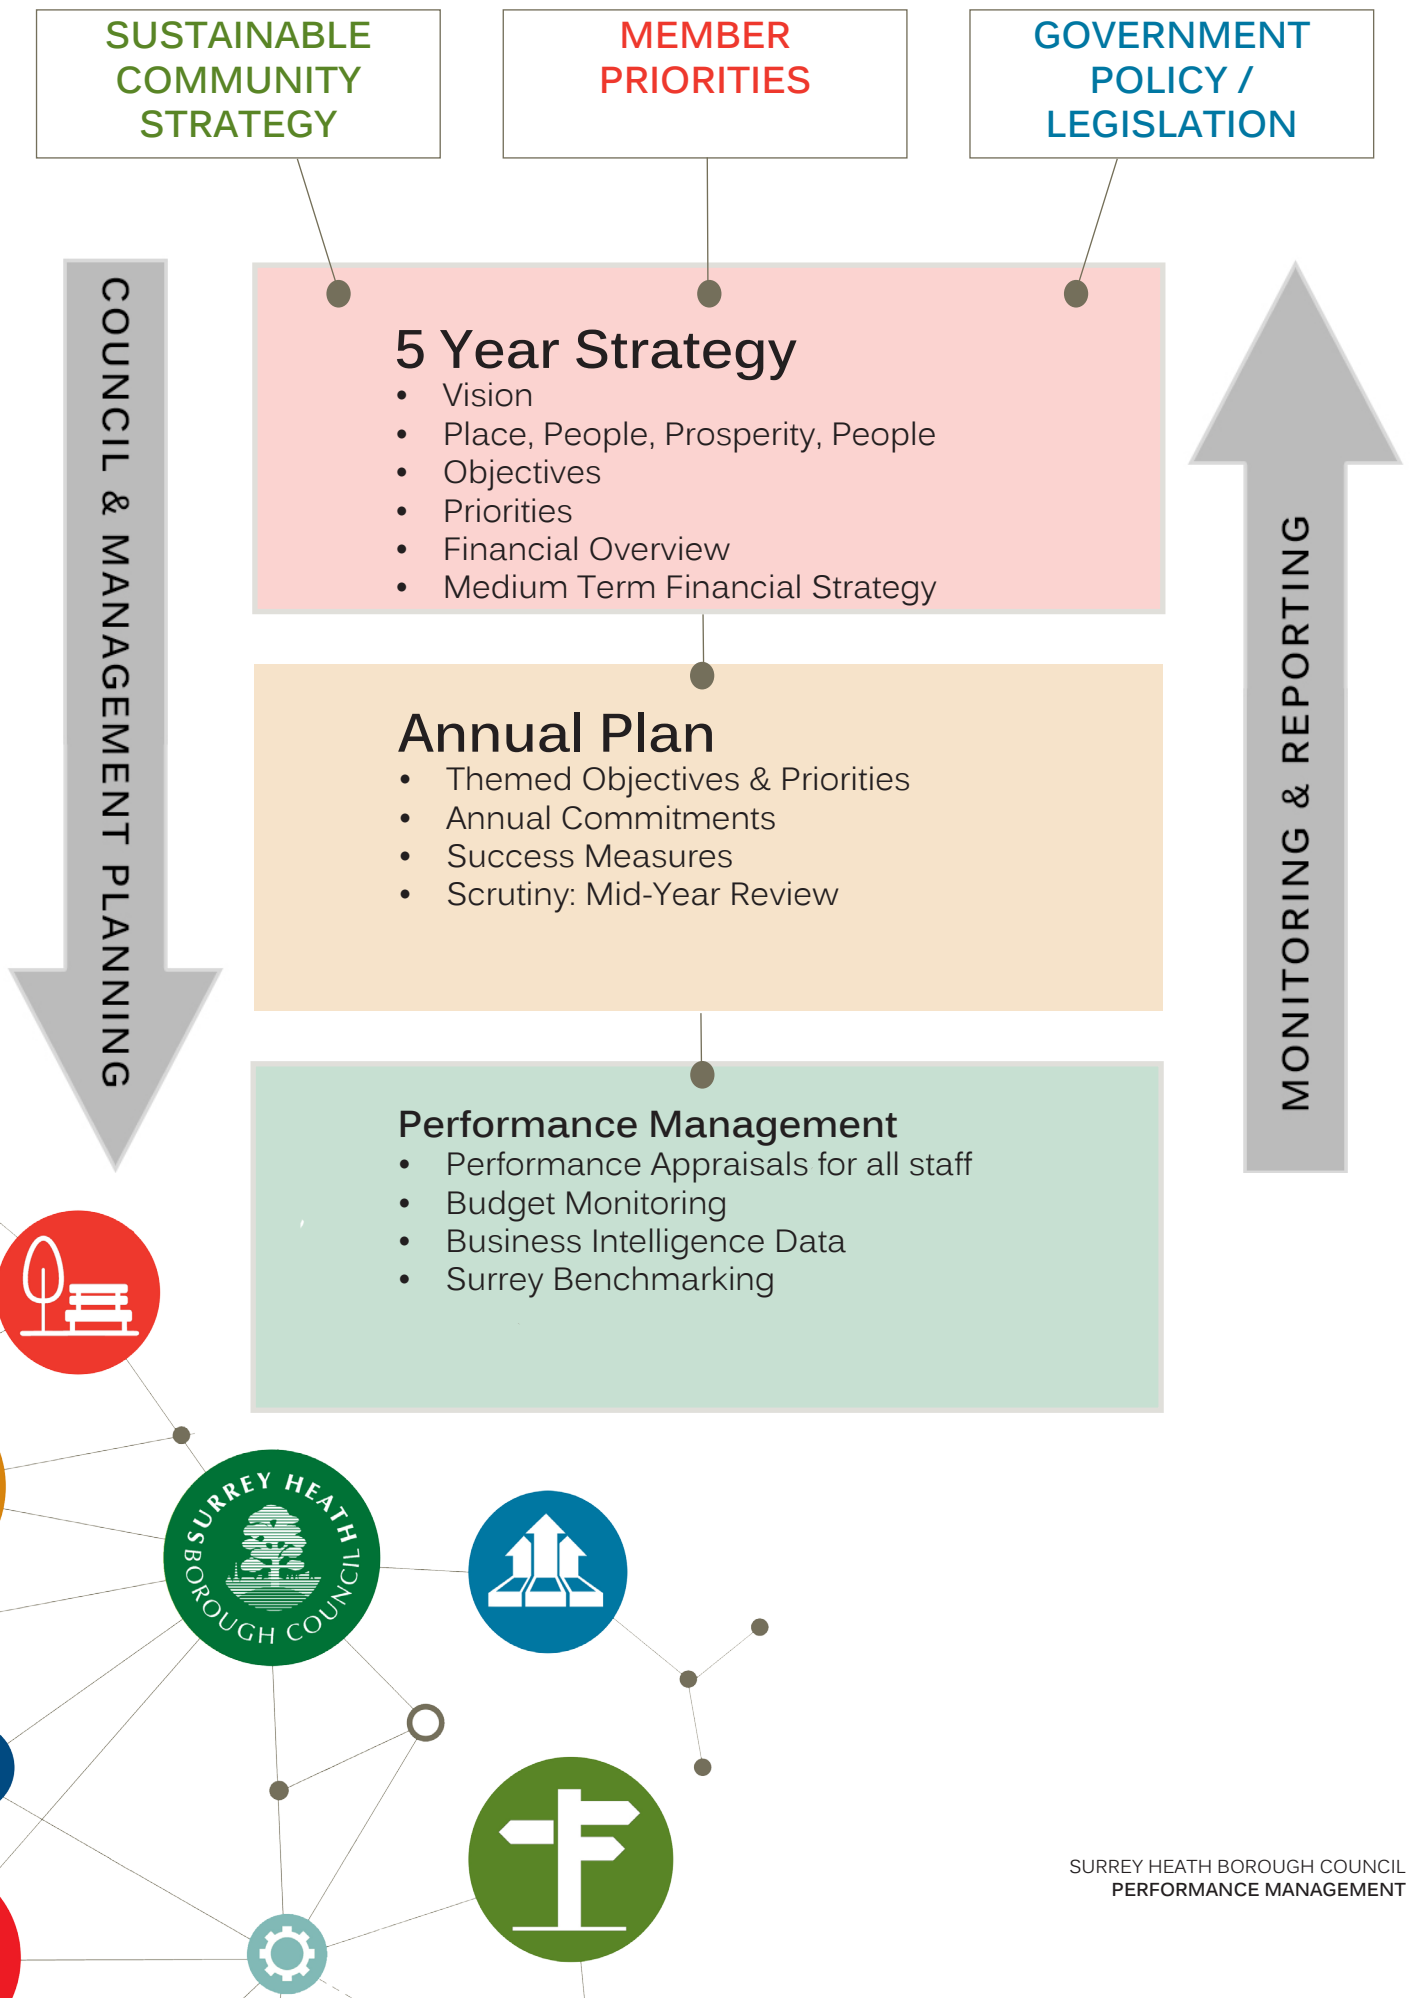 SUSTAINABLE
COMMUNITY
STRATEGY
MEMBER
PRIORITIES
GOVERNMENT
POLICY /
LEGISLATION
COUNCIL & MANAGEMENT PLANNING
5 Year Strategy
• Vision
• Place, People, Prosperity, People
• Objectives
• Priorities
• Financial Overview
• Medium Term Financial Strategy
Annual Plan
• Themed Objectives & Priorities
• Annual Commitments
• Success Measures
• Scrutiny: Mid-Year Review
Performance Management
• Performance Appraisals for all staff
• Budget Monitoring
• Business Intelligence Data
• Surrey Benchmarking
MONITORING & REPORTING
SURREY HEATH
BOROUGH COUNCIL
SURREY HEATH BOROUGH COUNCIL
PERFORMANCE MANAGEMENT